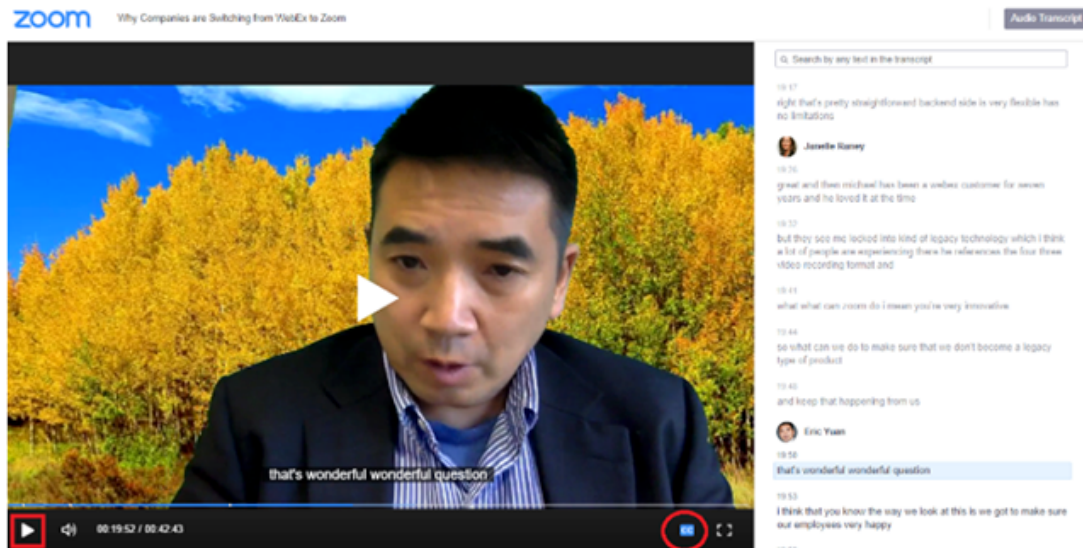 zoom Why Companies are Switching from WebEx to Zoom
Audio Transcript
Search by any text in the transcript
19:17
right that's pretty straightforward backend side is very flexible has
no limitations
Janelle Raney
19:26
great and then michael has been a webex customer for seven
years and he loved it at the time
19:32
but they see me locked into kind of legacy technology which i think
a lot of people are experiencing there he references the four three
video recording format and
19:41
what what can zoom do i mean you're very innovative
19:44
so what can we do to make sure that we don't become a legacy
type of product
19:48
and keep that happening from us
Eric Yuan
19:50
that's wonderful wonderful question
19:53
i think that you know the way we look at this is we got to make sure
our employees very happy
that's wonderful wonderful question
00:19:52 / 00:42:43
CC